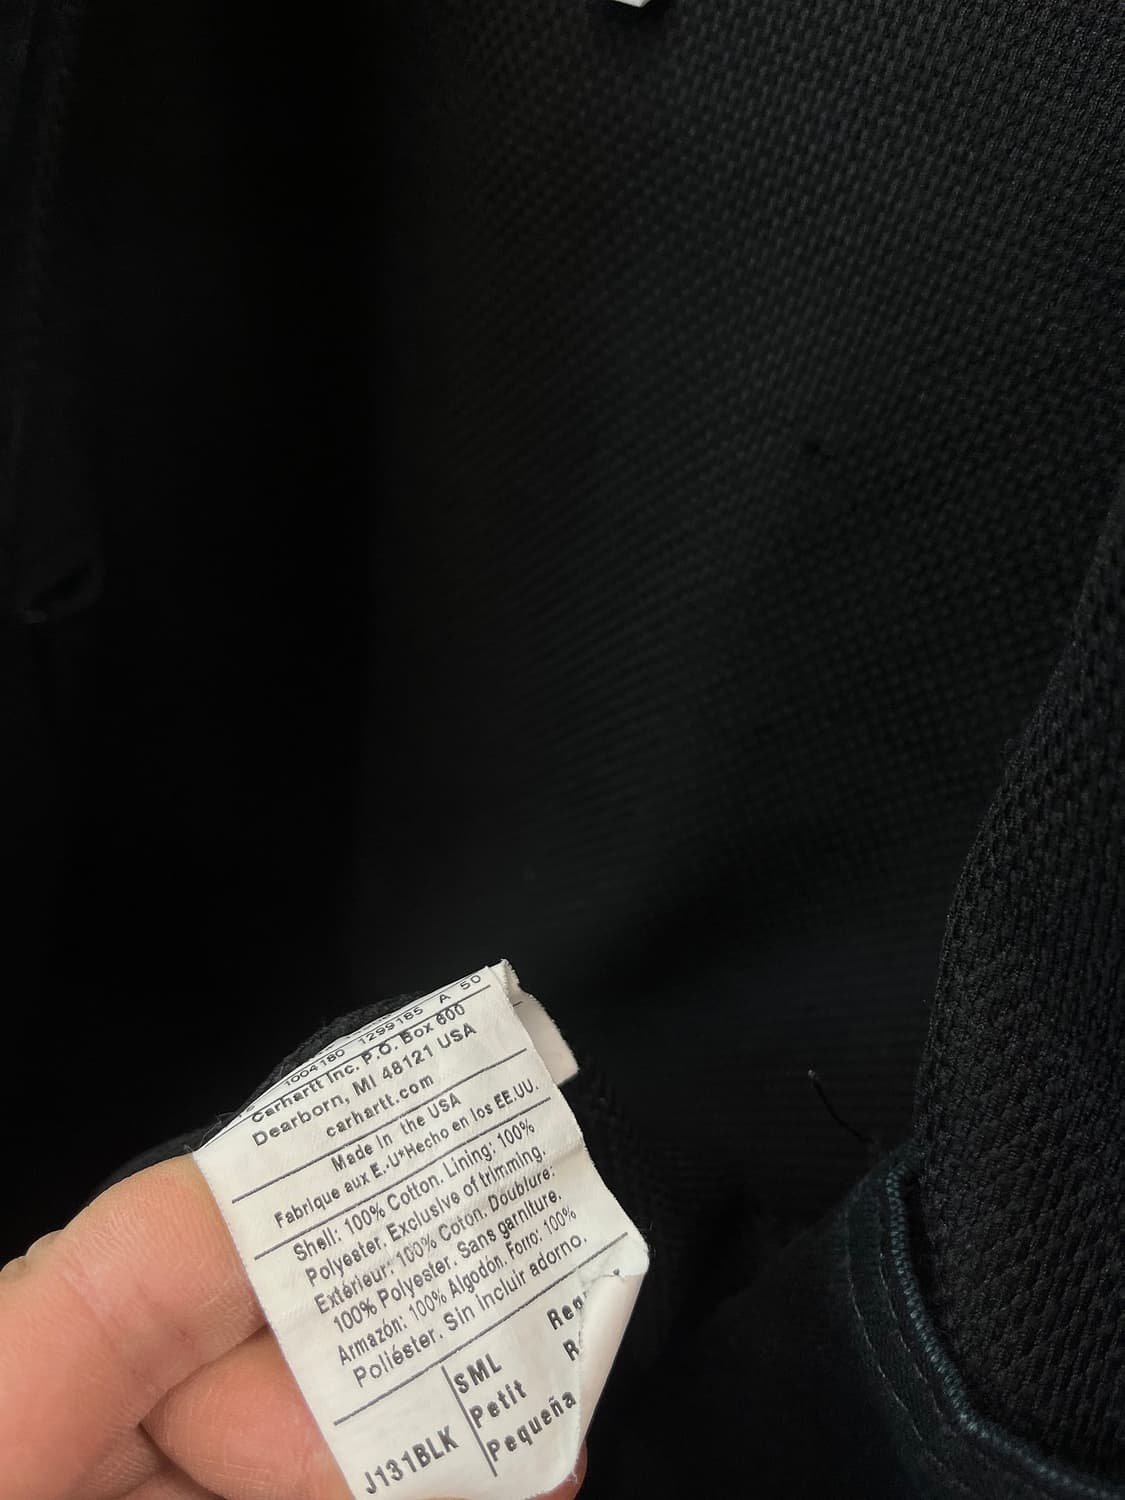 1004180 1299185 A 50
Carhartt Inc. P.O. Box 600
Dearborn, MI 48121 USA
carhartt.com
Made in the USA
Fabrique aux E.-U*Hecho en los EE.UU.
Shell: 100% Cotton. Lining: 100%
Polyester. Exclusive of trimming.
Extérieur: 100% Coton. Doublure:
100% Polyester. Sans garniture.
Armazón: 100% Algodón. Forro: 100%
Poliéster. Sin incluir adorno.
J131BLK
SML
Petit
Pequeña